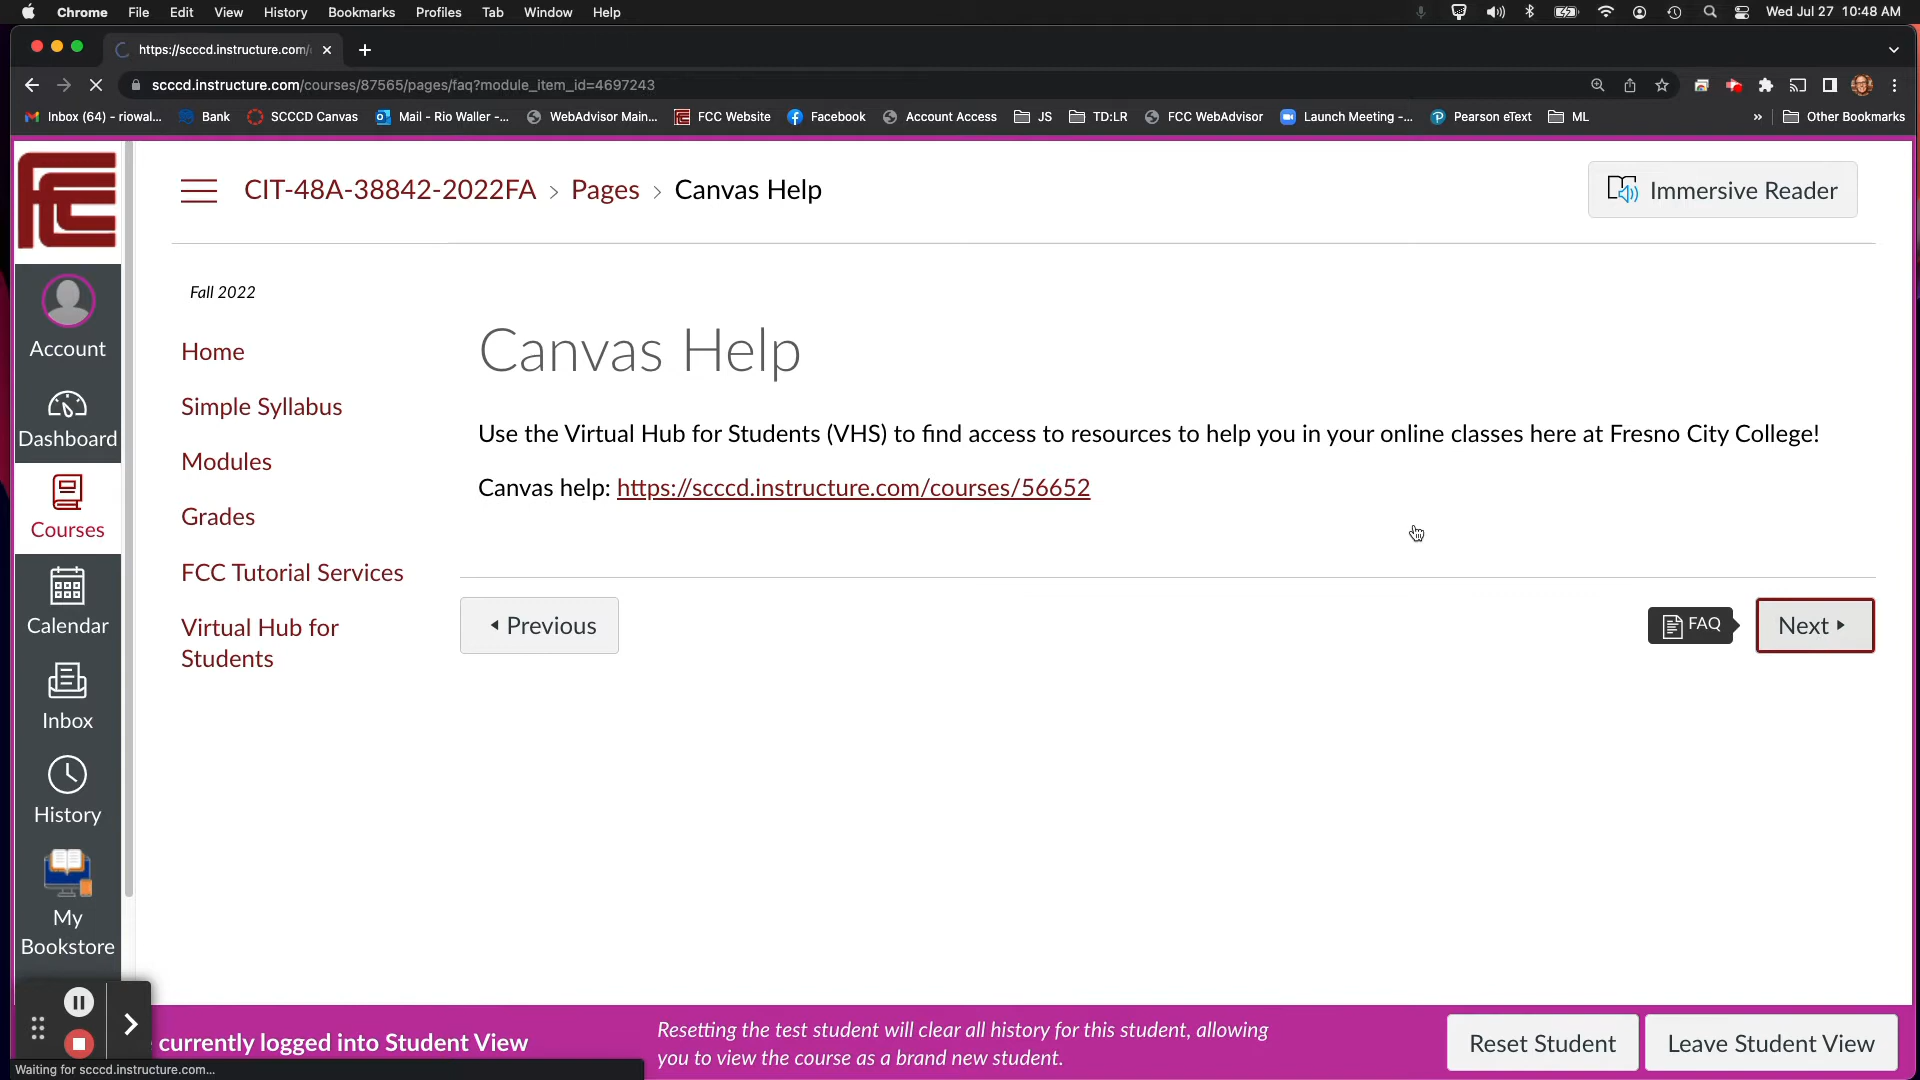 Chrome File Edit View History Bookmarks Profiles Tab Window Help Wed Jul 27 10:48 AM
https://scccd.instructure.com/
scccd.instructure.com/courses/87565/pages/faq?module_item_id=4697243
Inbox (64) - riowal... Bank SCCCD Canvas Mail - Rio Waller -... WebAdvisor Main... FCC Website Facebook Account Access JS TD:LR FCC WebAdvisor Launch Meeting -... Pearson eText ML » Other Bookmarks
CIT-48A-38842-2022FA > Pages > Canvas Help
Immersive Reader
Account
Dashboard
Courses
Calendar
Inbox
History
My
Bookstore
Fall 2022
Home
Simple Syllabus
Modules
Grades
FCC Tutorial Services
Virtual Hub for
Students
Canvas Help
Use the Virtual Hub for Students (VHS) to find access to resources to help you in your online classes here at Fresno City College!
Canvas help: https://scccd.instructure.com/courses/56652
Previous
FAQ
Next
currently logged into Student View
Resetting the test student will clear all history for this student, allowing
you to view the course as a brand new student.
Reset Student
Leave Student View
Waiting for scccd.instructure.com...